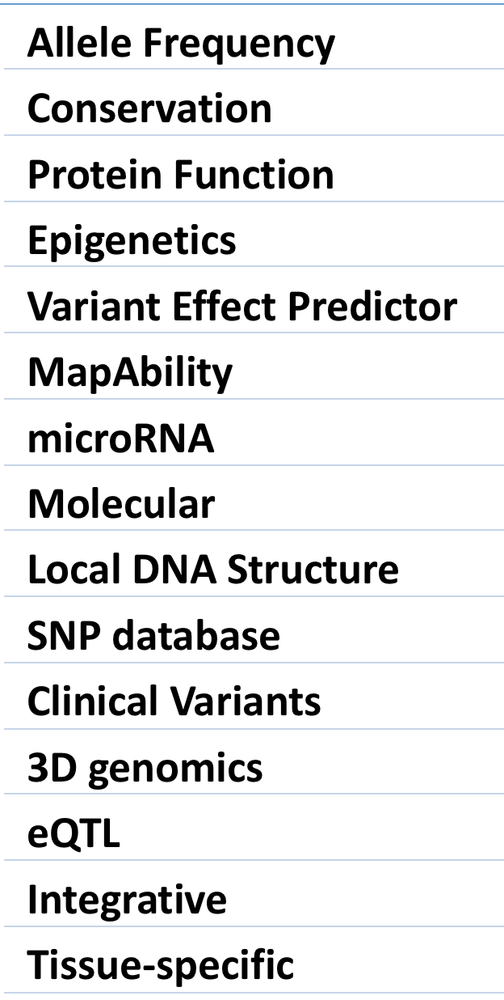 Allele Frequency
Conservation
Protein Function
Epigenetics
Variant Effect Predictor
MapAbility
microRNA
Molecular
Local DNA Structure
SNP database
Clinical Variants
3D genomics
eQTL
Integrative
Tissue-specific